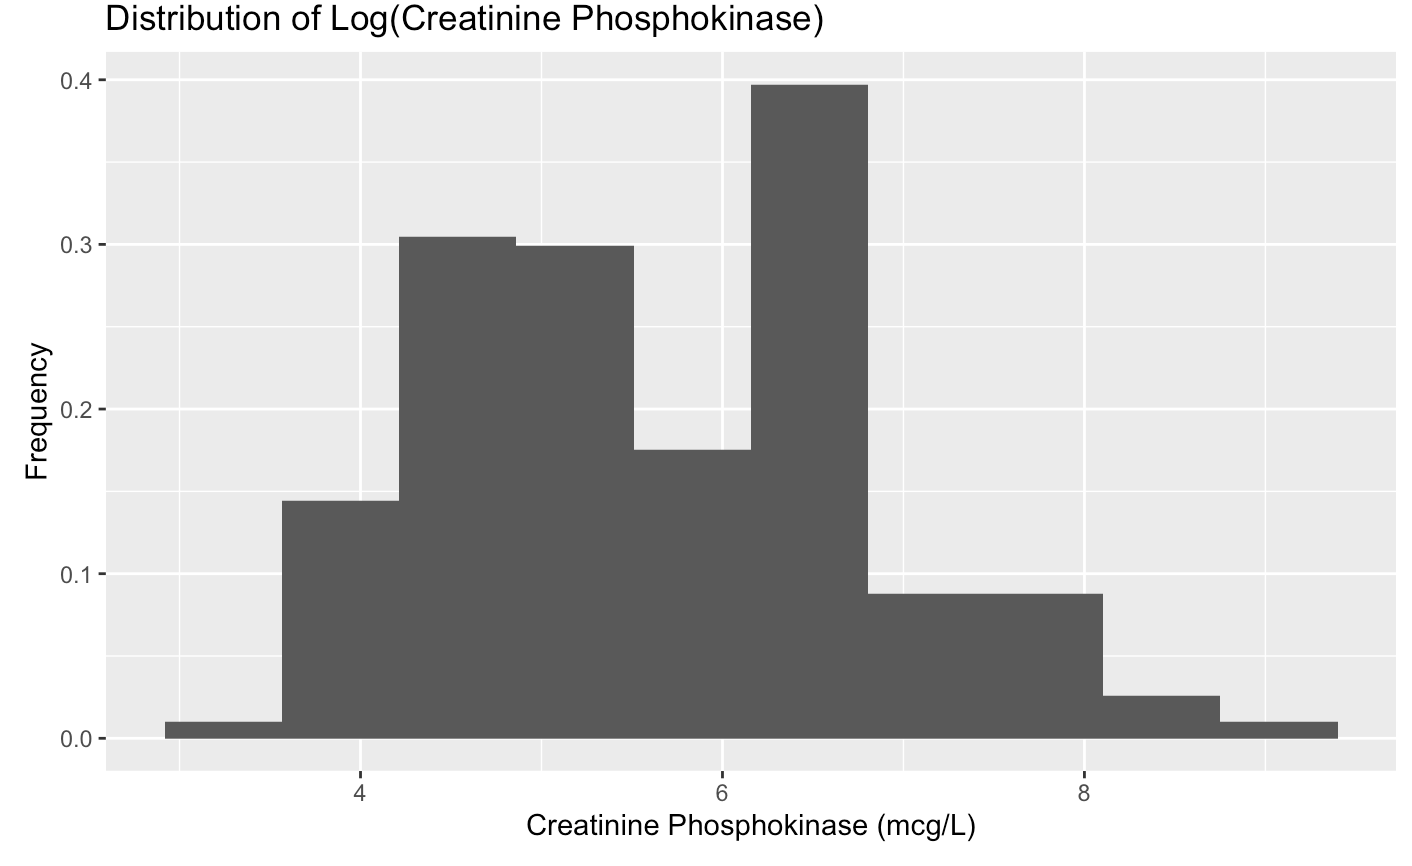 Distribution of Log(Creatinine Phosphokinase)
0.4
0.3
0.2
0.1
0.0
Frequency
4 6 8
Creatinine Phosphokinase (mcg/L)